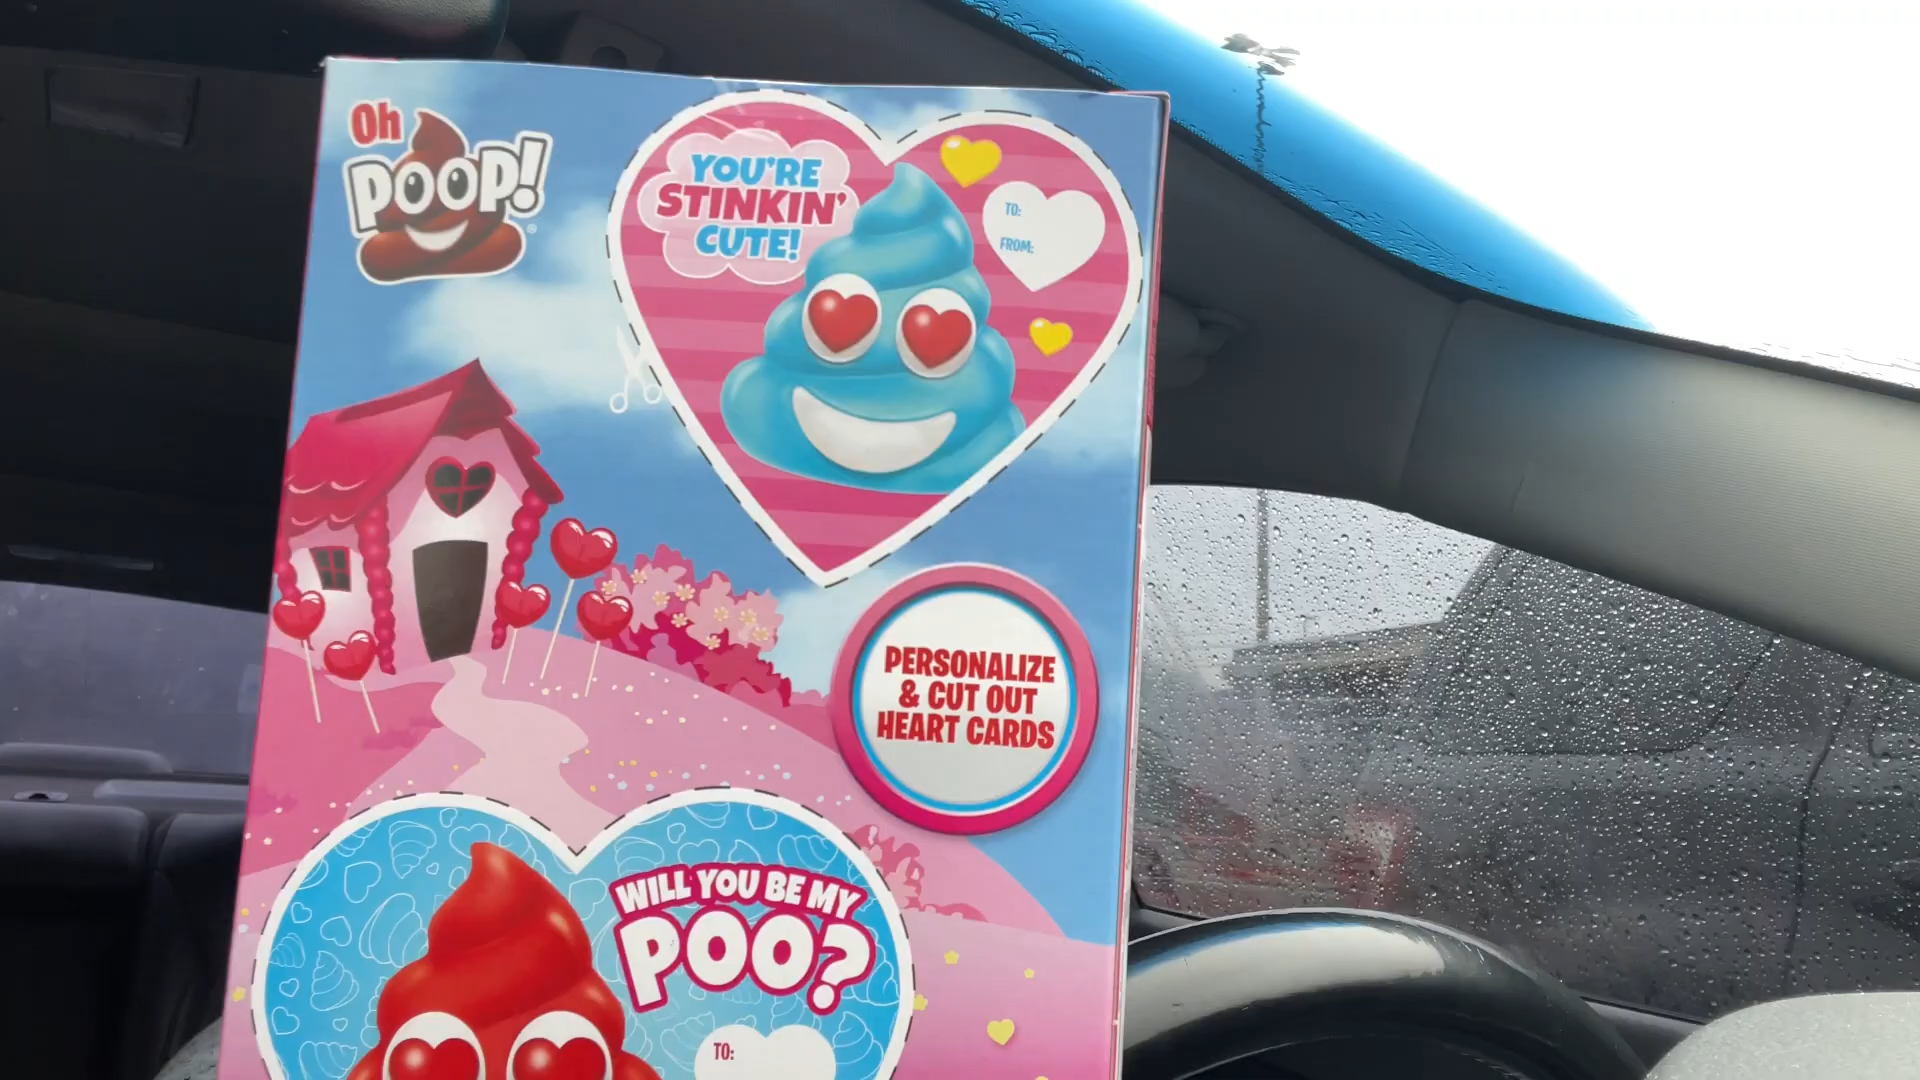 Oh
POOP!
YOU'RE
STINKIN'
CUTE!
TO:
FROM:
PERSONALIZE
& CUT OUT
HEART CARDS
WILL YOU BE MY
POO?
TO: